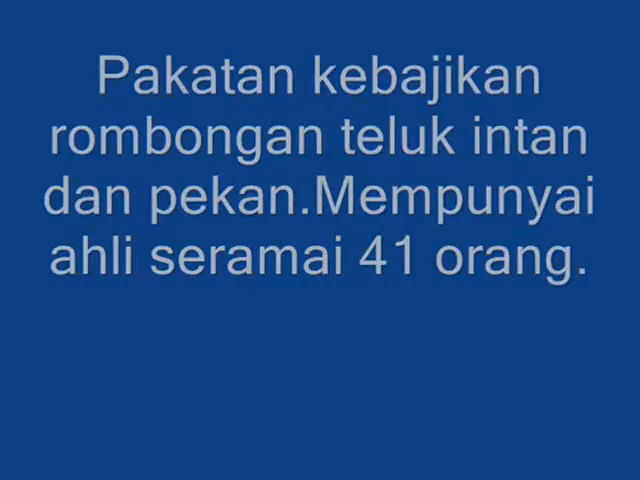 Pakatan kebajikan
rombongan teluk intan
dan pekan.Mempunyai
ahli seramai 41 orang.